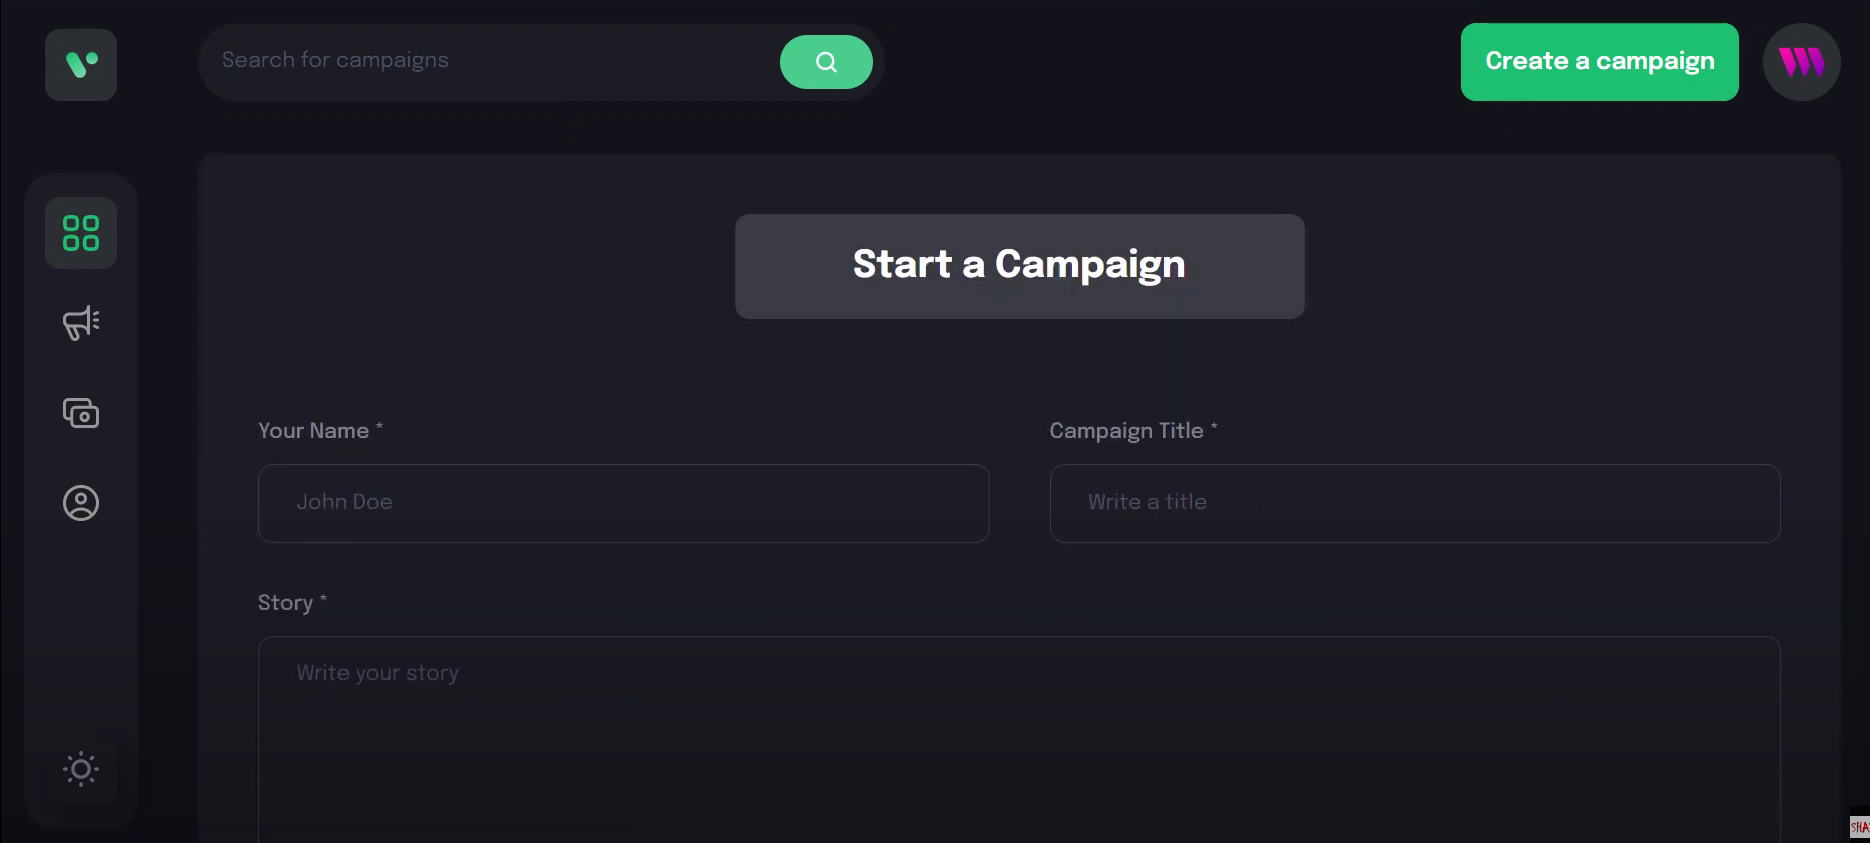 Search for campaigns
Create a campaign
Start a Campaign
Your Name *
Campaign Title *
John Doe
Write a title
Story *
Write your story